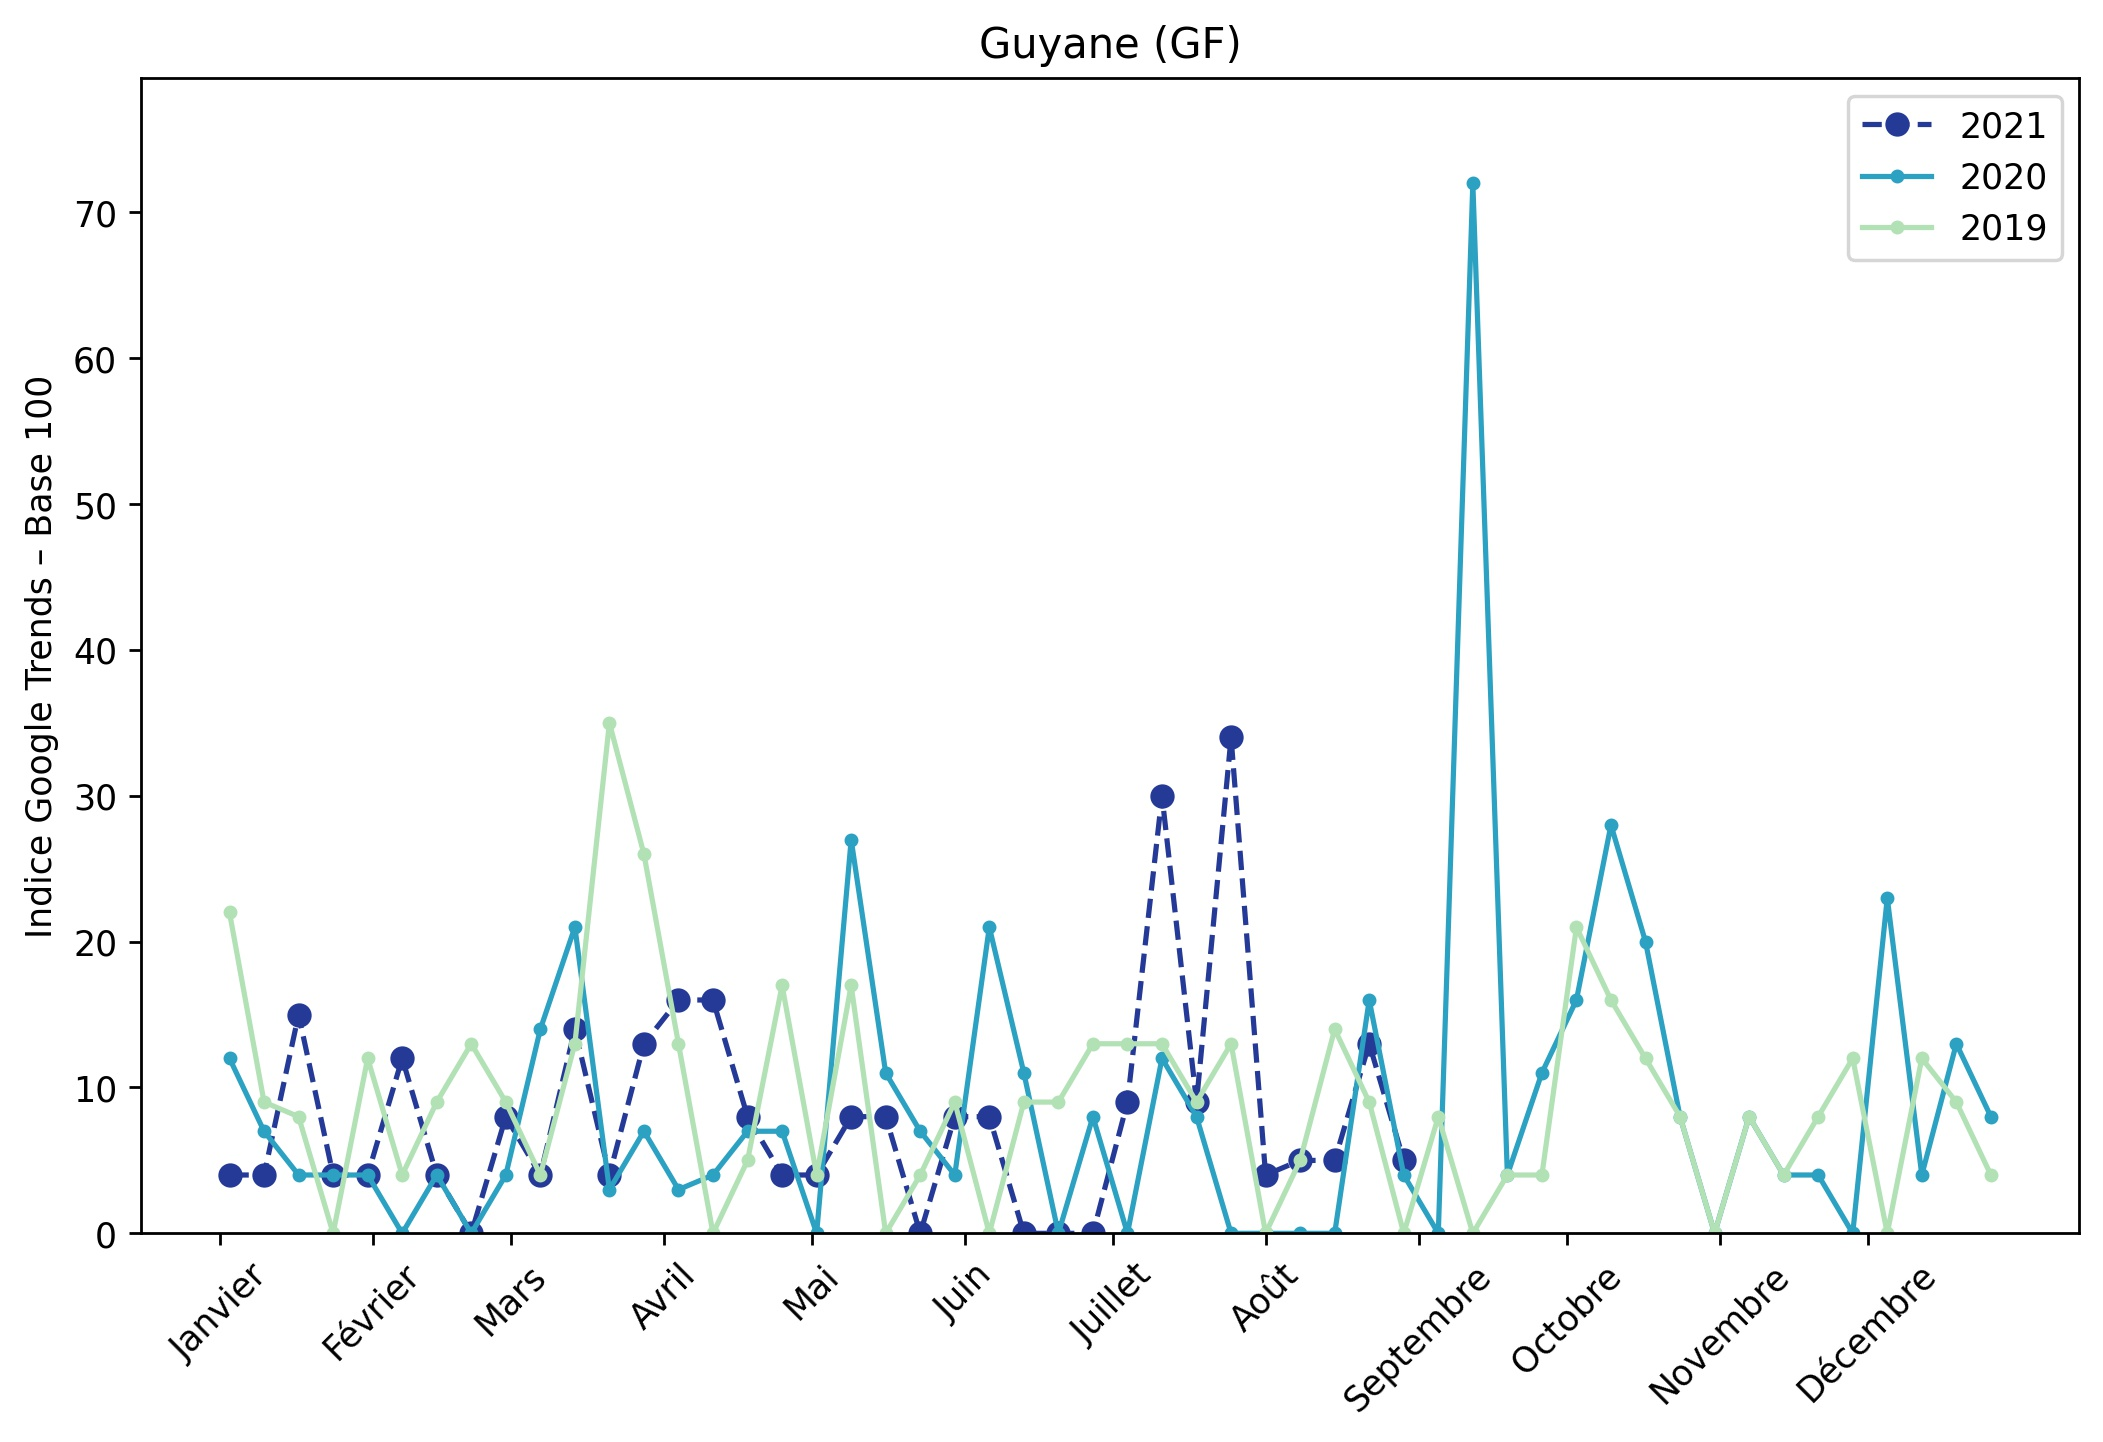 Guyane (GF)
2021
2020
2019
Indice Google Trends – Base 100
70
60
50
40
30
20
10
0
Janvier
Février
Mars
Avril
Mai
Juin
Juillet
Août
Septembre
Octobre
Novembre
Décembre